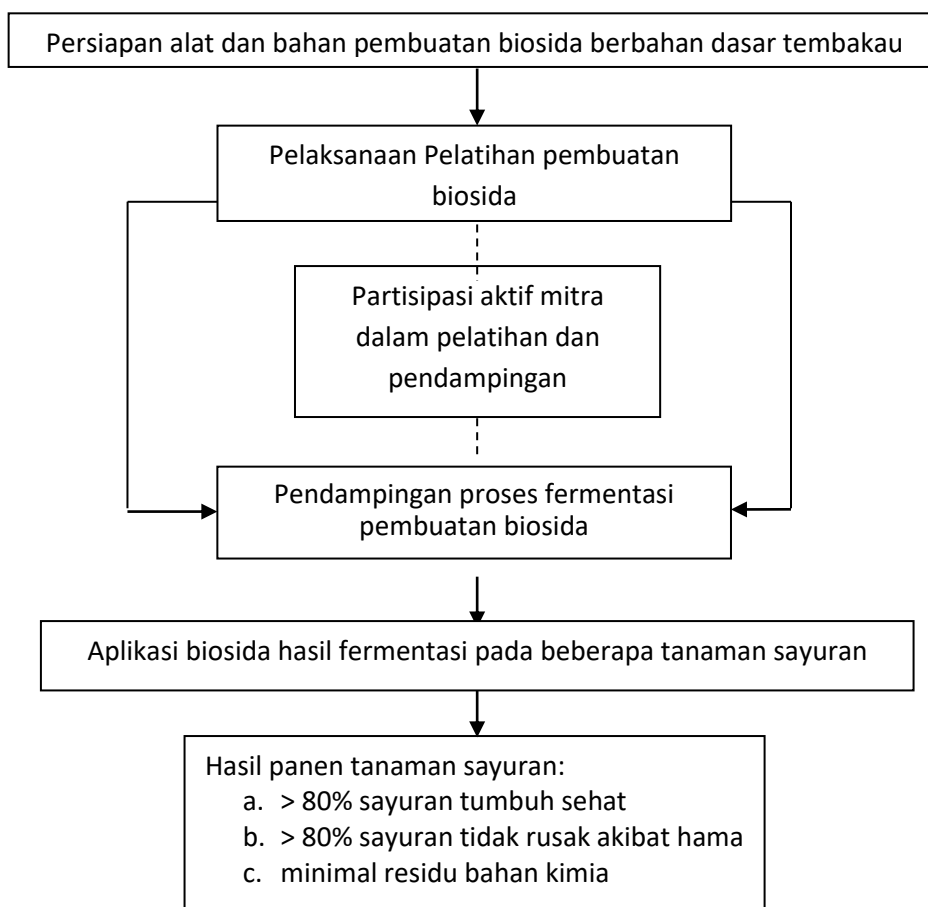 Persiapan alat dan bahan pembuatan biosida berbahan dasar tembakau
Pelaksanaan Pelatihan pembuatan
biosida
Partisipasi aktif mitra
dalam pelatihan dan
pendampingan
Pendampingan proses fermentasi
pembuatan biosida
Aplikasi biosida hasil fermentasi pada beberapa tanaman sayuran
Hasil panen tanaman sayuran:
a. > 80% sayuran tumbuh sehat
b. > 80% sayuran tidak rusak akibat hama
c. minimal residu bahan kimia